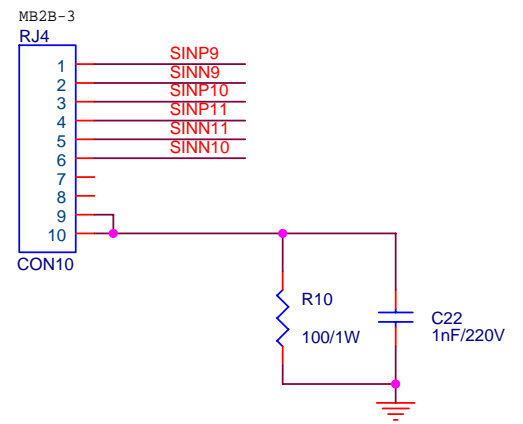 MB2B-3
RJ4
1 SINP9
2 SINN9
3 SINP10
4 SINP11
5 SINN11
6 SINN10
7
8
9
10
CON10
R10
100/1W
C22
1nF/220V